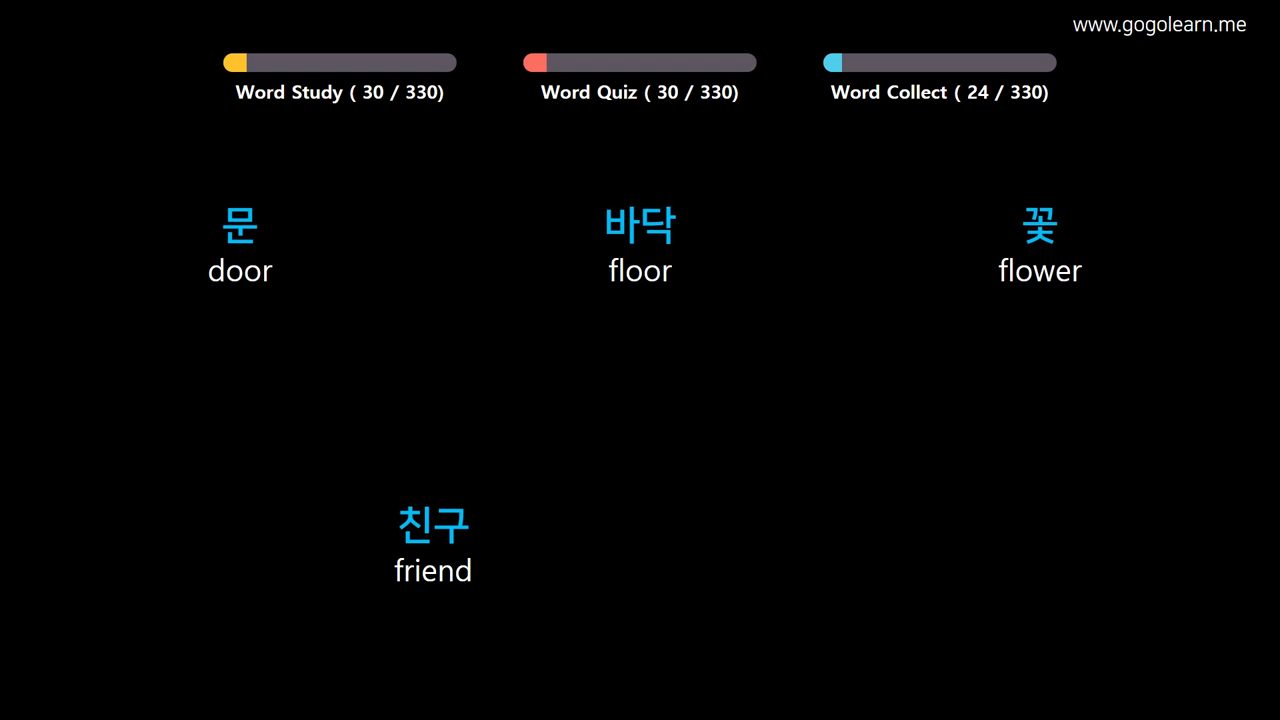 www.gogolearn.me
Word Study ( 30 / 330)
Word Quiz ( 30 / 330)
Word Collect ( 24 / 330)
문
door
바닥
floor
꽃
flower
친구
friend